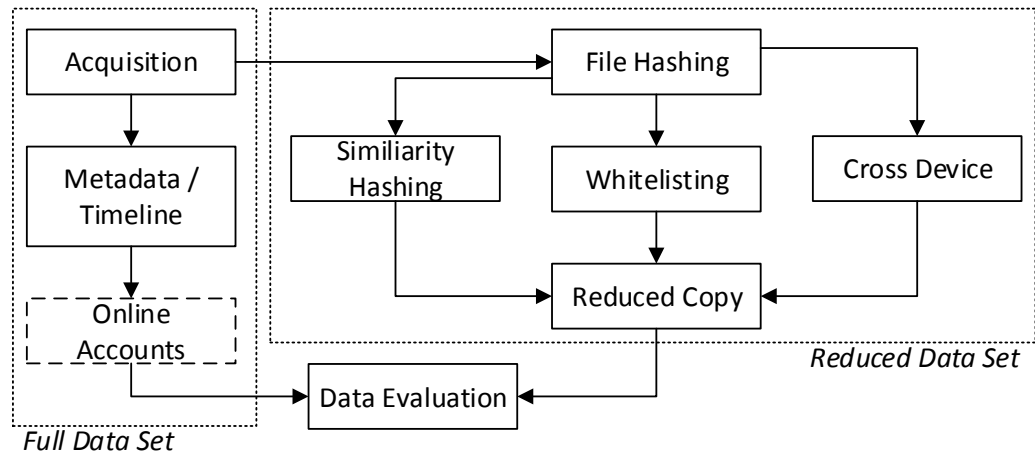 Acquisition
File Hashing
Metadata /
Timeline
Similiarity
Hashing
Whitelisting
Cross Device
Online
Accounts
Reduced Copy
Reduced Data Set
Data Evaluation
Full Data Set